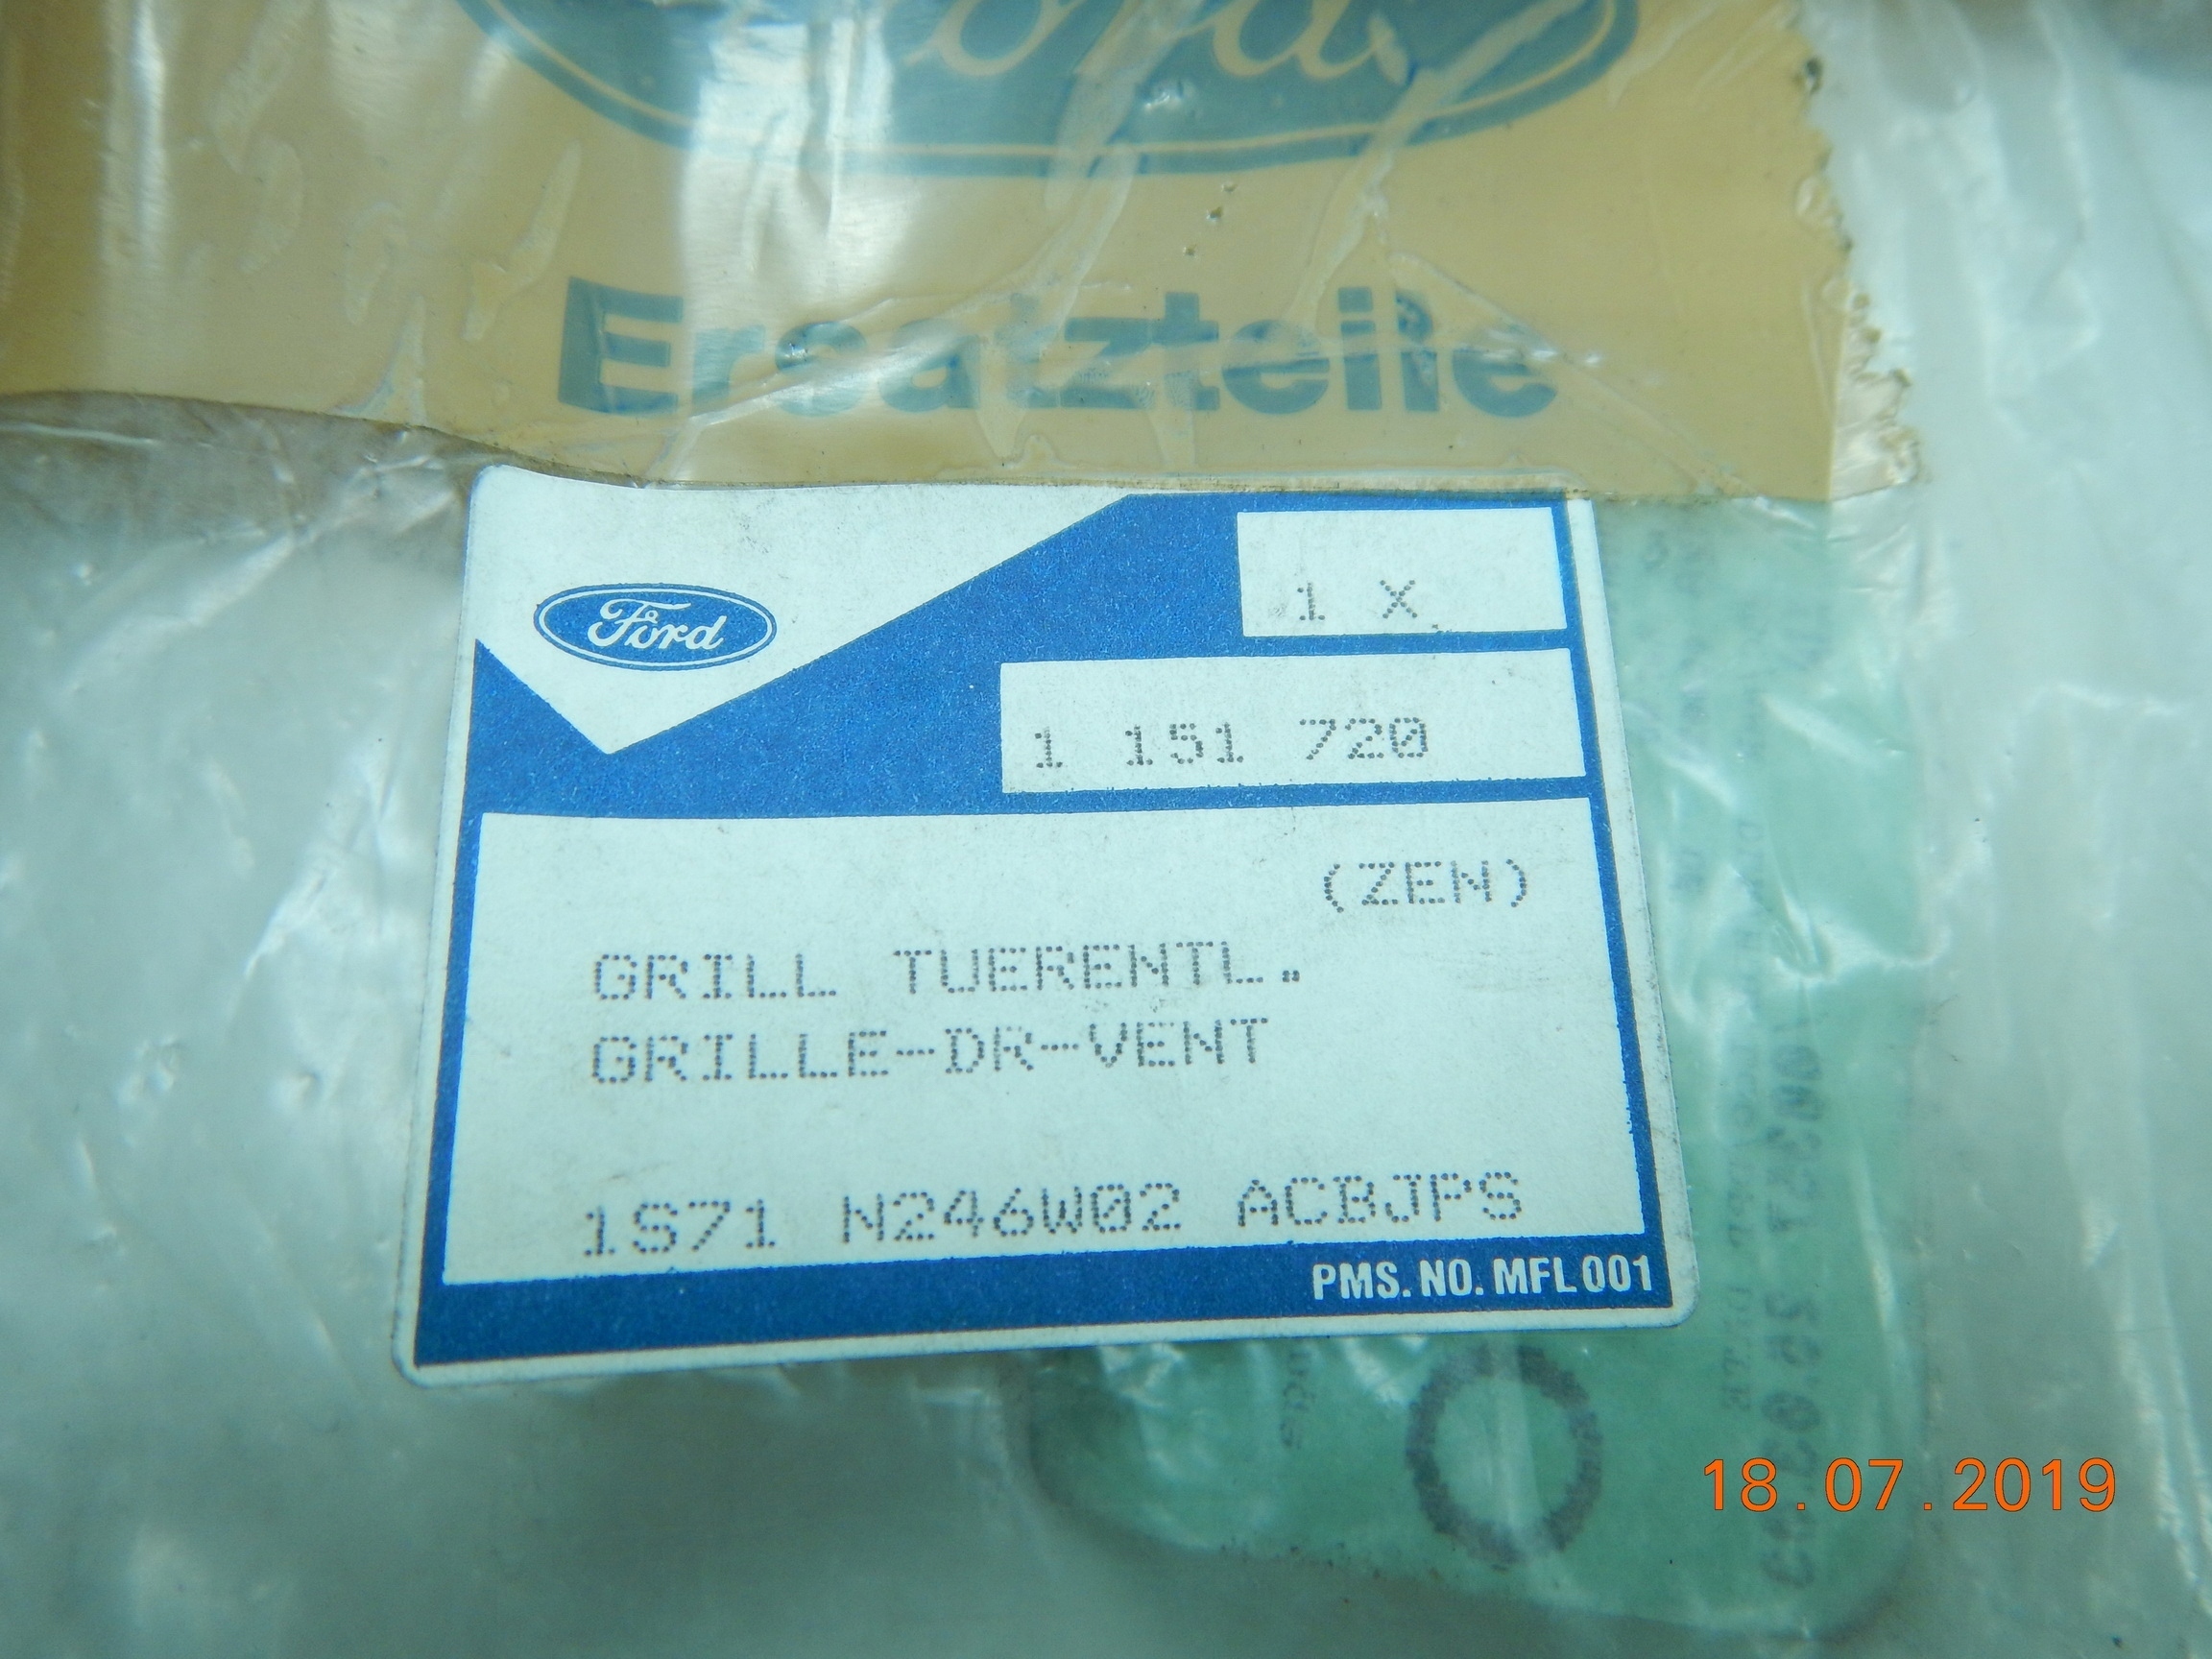 Ford
Ersatzteile
Ford
1 X
1 151 720
(ZEN)
GRILL TUERENTL.
GRILLE-DR-VENT
1S71 N246W02 ACBJPS
PMS. NO. MFL 001
18.07.2019